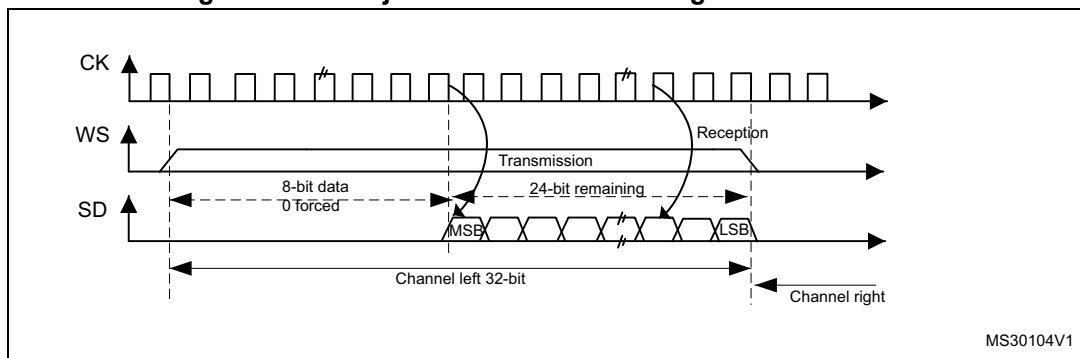 CK
WS
Reception
Transmission
8-bit data
0 forced
24-bit remaining
SD
MSB
LSB
Channel left 32-bit
Channel right
MS30104V1